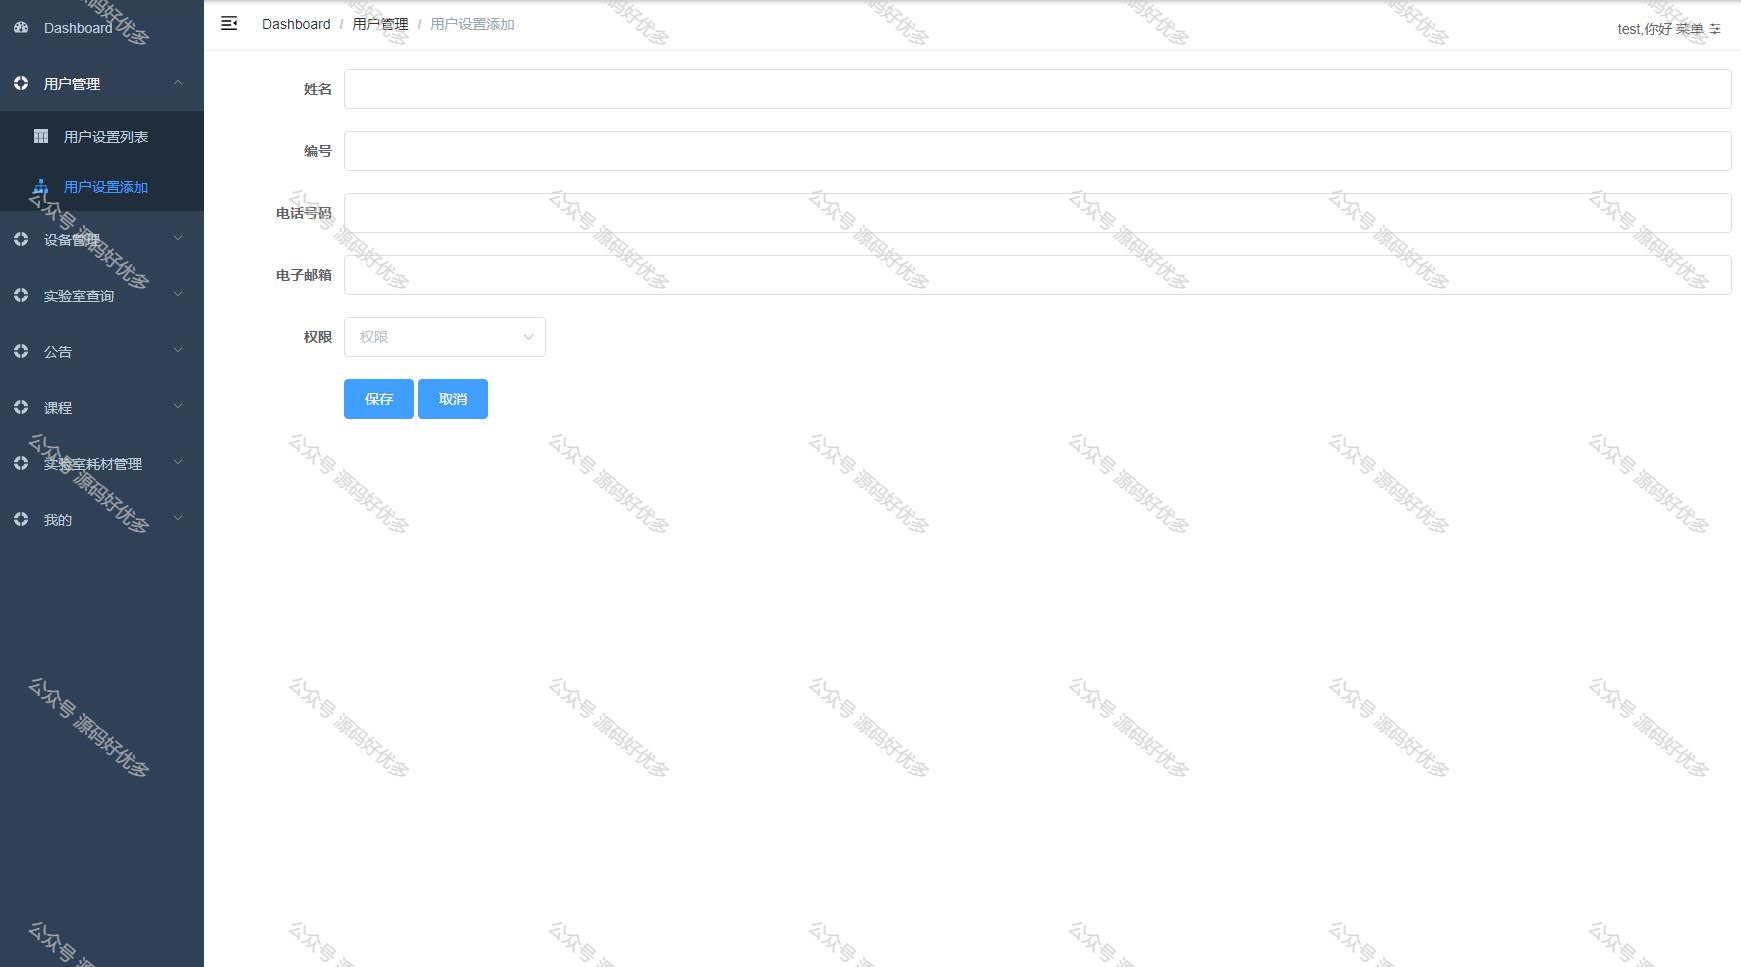 Dashboard
用户管理
用户设置列表
用户设置添加
设备管理
实验室查询
公告
课程
实验室耗材管理
我的
Dashboard / 用户管理 / 用户设置添加
test,你好 菜单
姓名
编号
电话号码
电子邮箱
权限
权限
保存
取消
公众号 源码好优多